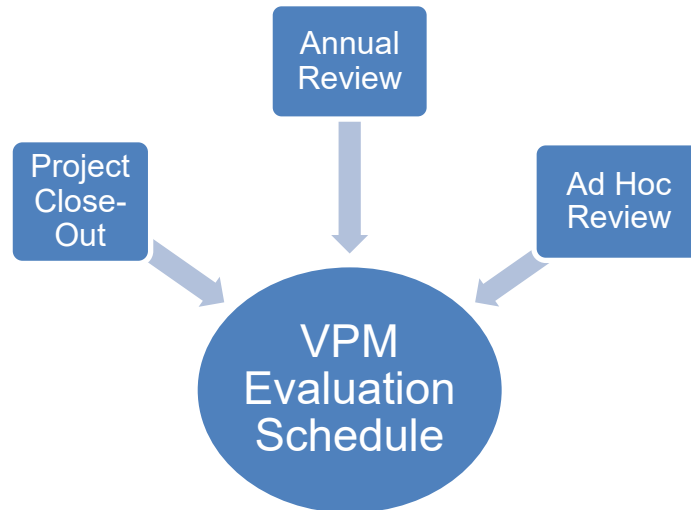 Annual
Review
Project
Close-
Out
Ad Hoc
Review
VPM
Evaluation
Schedule